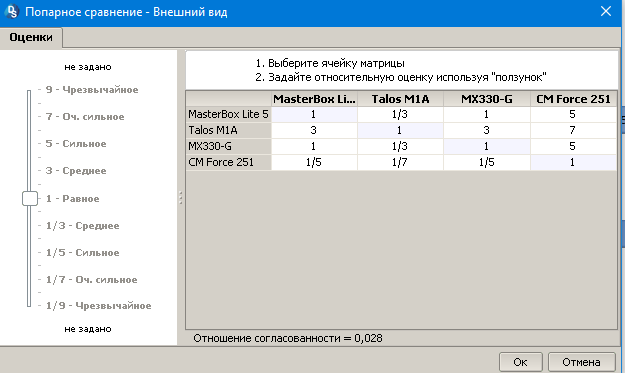 Попарное сравнение - Внешний вид
Оценки
не задано
9 - Чрезвычайное
7 - Оч. сильное
5 - Сильное
3 - Среднее
1 - Равное
1/3 - Среднее
1/5 - Сильное
1/7 - Оч. сильное
1/9 - Чрезвычайное
не задано
1. Выберите ячейку матрицы
2. Задайте относительную оценку используя "ползунок"
MasterBox Li... Talos M1A MX330-G CM Force 251
MasterBox Lite 5 1 1/3 1 5
Talos M1A 3 1 3 7
MX330-G 1 1/3 1 5
CM Force 251 1/5 1/7 1/5 1
Отношение согласованности = 0,028
Ок Отмена